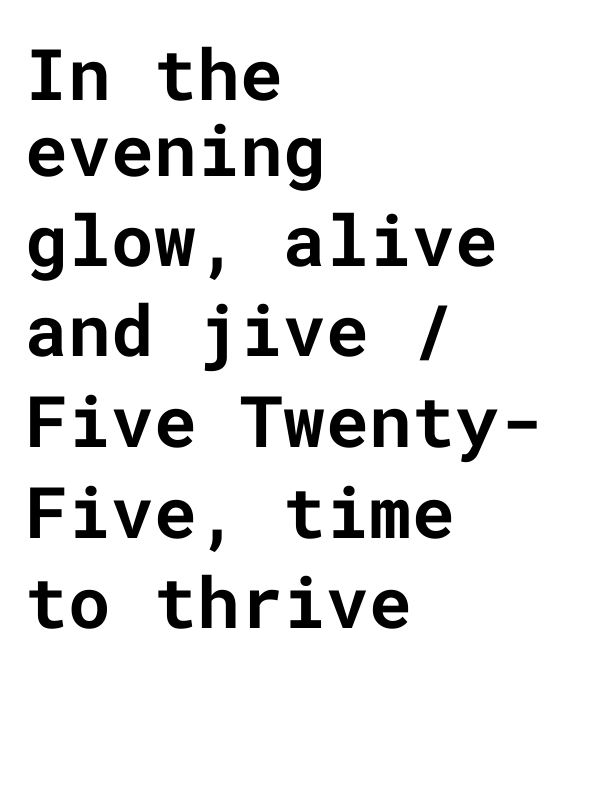 In the
evening
glow, alive
and jive /
Five Twenty-
Five, time
to thrive